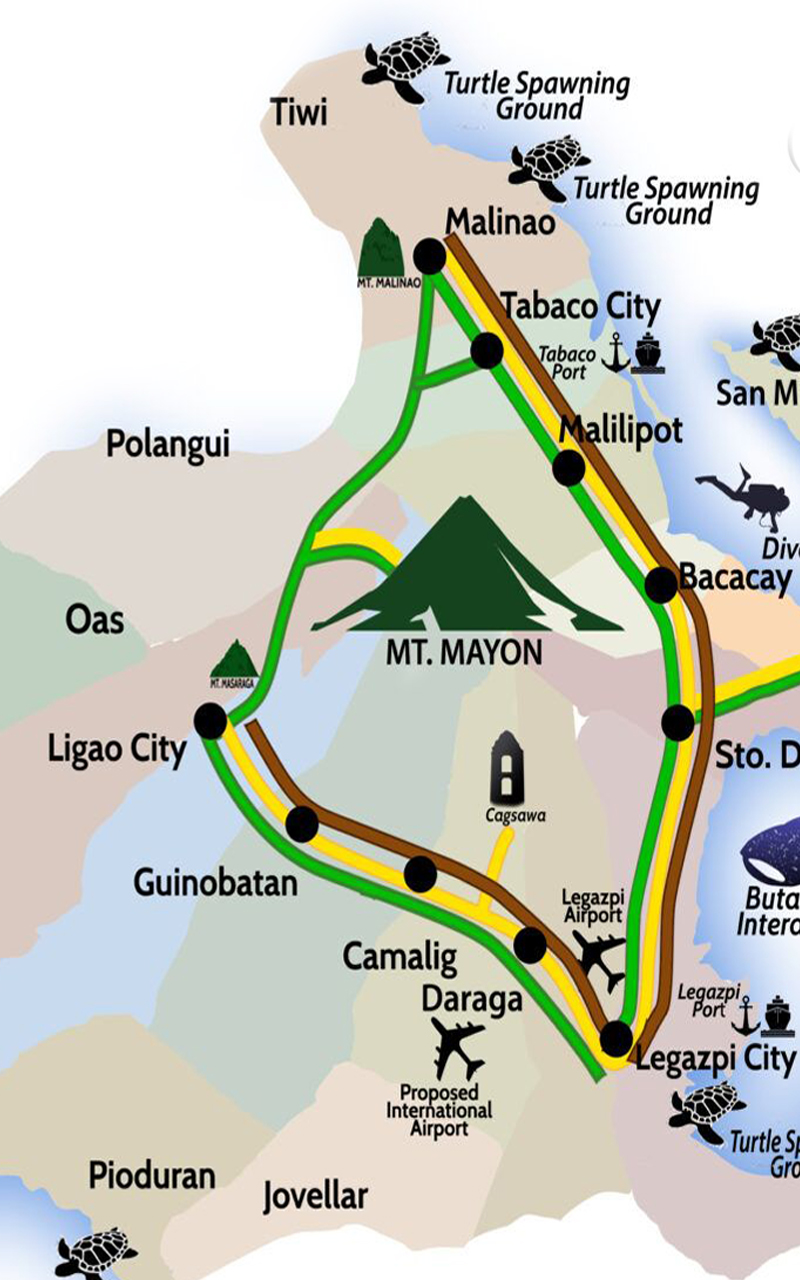 Turtle Spawning
Ground
Tiwi
Turtle Spawning
Ground
Malinao
MT. MALINAO
Tabaco City
Tabaco
Port
San M
Malilipot
Polangui
Div
Bacacay
Oas
MT. MAYON
MT. MASARAGA
Ligao City
Sto. D
Cagsawa
Guinobatan
Legazpi
Airport
Buta
Intero
Camalig
Daraga
Legazpi
Port
Legazpi City
Proposed
International
Airport
Turtle Sp
Gro
Pioduran
Jovellar